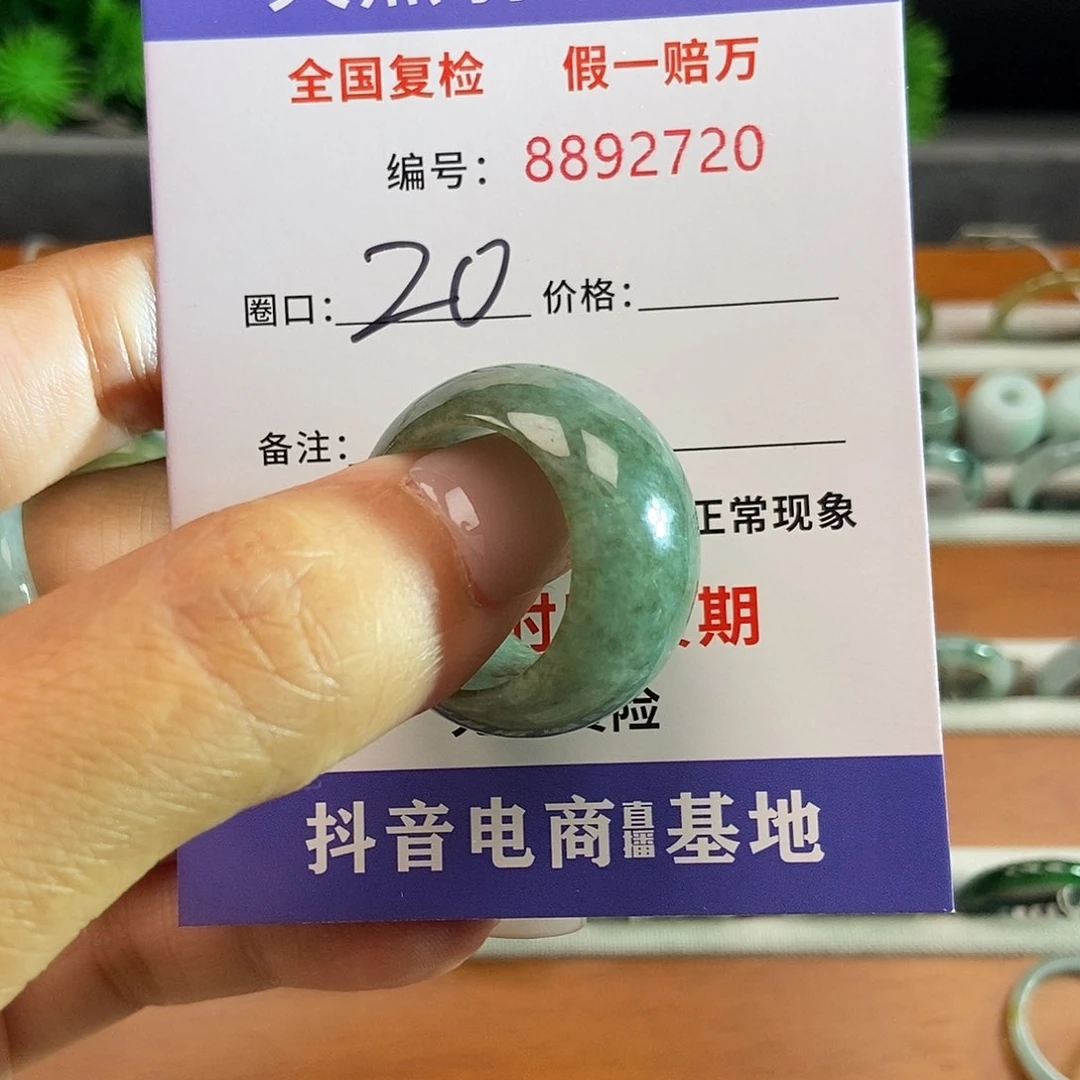 全国复检 假一赔万
编号：8892720
圈口：20 价格：
备注：
正常现象
期
险
抖音电商直播基地